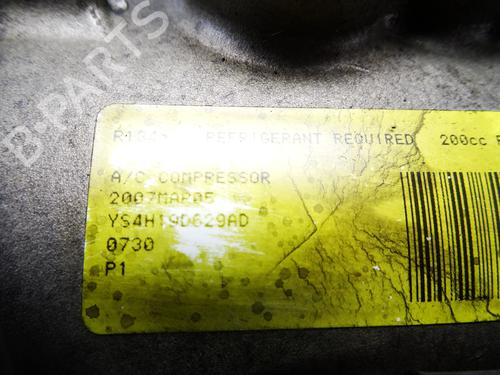 B-PARTS
REFRIGERANT REQUIRED 200cc
A/C COMPRESSOR
2007MAR05
YS4H19D629AD
0730
P1